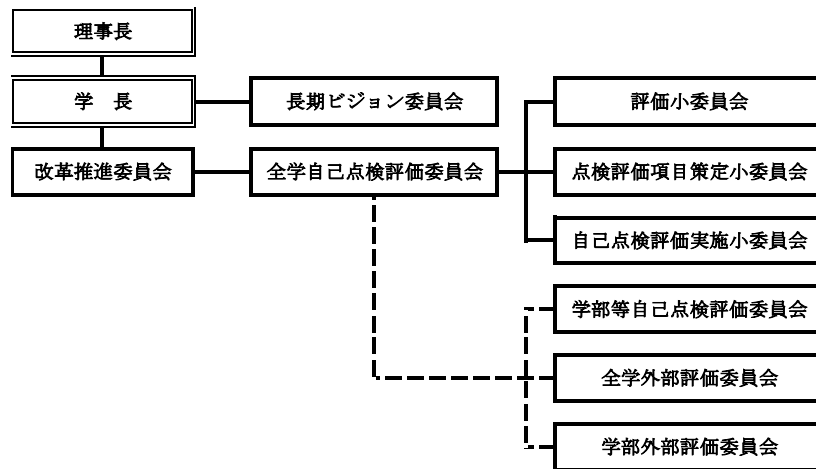 理事長
学　長
長期ビジョン委員会
評価小委員会
改革推進委員会
全学自己点検評価委員会
点検評価項目策定小委員会
自己点検評価実施小委員会
学部等自己点検評価委員会
全学外部評価委員会
学部外部評価委員会